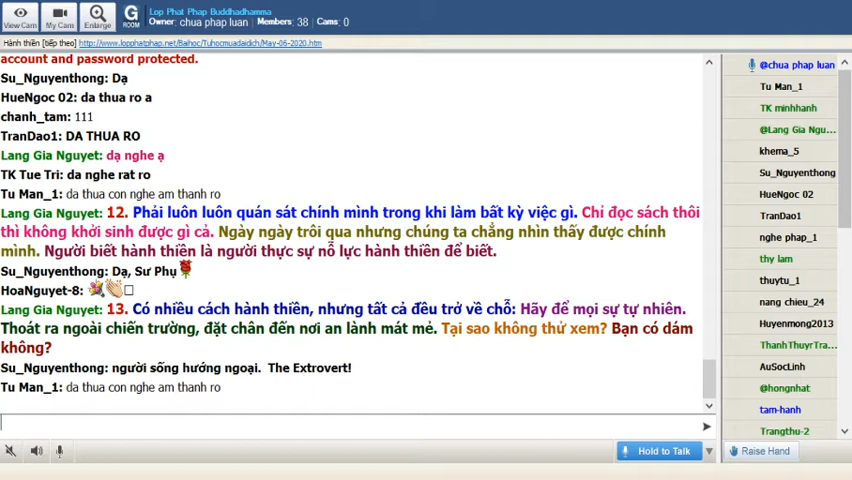 Lop Phat Phap Buddhadhamma
Owner: chua phap luan Members: 38 Cams: 0
View Cam
My Cam
Enlarge
G
ROOM
Hành thiền [tiếp theo] http://www.lopphatphap.net/Baihoc/Tuhocmuadaidich/May-06-2020.htm
account and password protected.
Su_Nguyenthong: Dạ
HueNgoc 02: da thua ro a
chanh_tam: 111
TranDao1: DA THUA RO
Lang Gia Nguyet: dạ nghe ạ
TK Tue Tri: da nghe rat ro
Tu Man_1: da thua con nghe am thanh ro
Lang Gia Nguyet: 12. Phải luôn luôn quán sát chính mình trong khi làm bất kỳ việc gì. Chỉ đọc sách thôi
thì không khởi sinh được gì cả. Ngày ngày trôi qua nhưng chúng ta chẳng nhìn thấy được chính
mình. Người biết hành thiền là người thực sự nỗ lực hành thiền để biết.
Su_Nguyenthong: Dạ, Sư Phụ
HoaNguyet-8:
Lang Gia Nguyet: 13. Có nhiều cách hành thiền, nhưng tất cả đều trở về chỗ: Hãy để mọi sự tự nhiên.
Thoát ra ngoài chiến trường, đặt chân đến nơi an lành mát mẻ. Tại sao không thử xem? Bạn có dám
không?
Su_Nguyenthong: người sống hướng ngoại. The Extrovert!
Tu Man_1: da thua con nghe am thanh ro
Hold to Talk
@chua phap luan
Tu Man_1
TK minhhanh
@Lang Gia Ngu...
khema_5
Su_Nguyenthong
HueNgoc 02
TranDao1
nghe phap_1
thy lam
thuytu_1
nang chieu_24
Huyenmong2013
ThanhThuyrTra...
AuSocLinh
@hongnhat
tam-hanh
Trangthu-2
Raise Hand